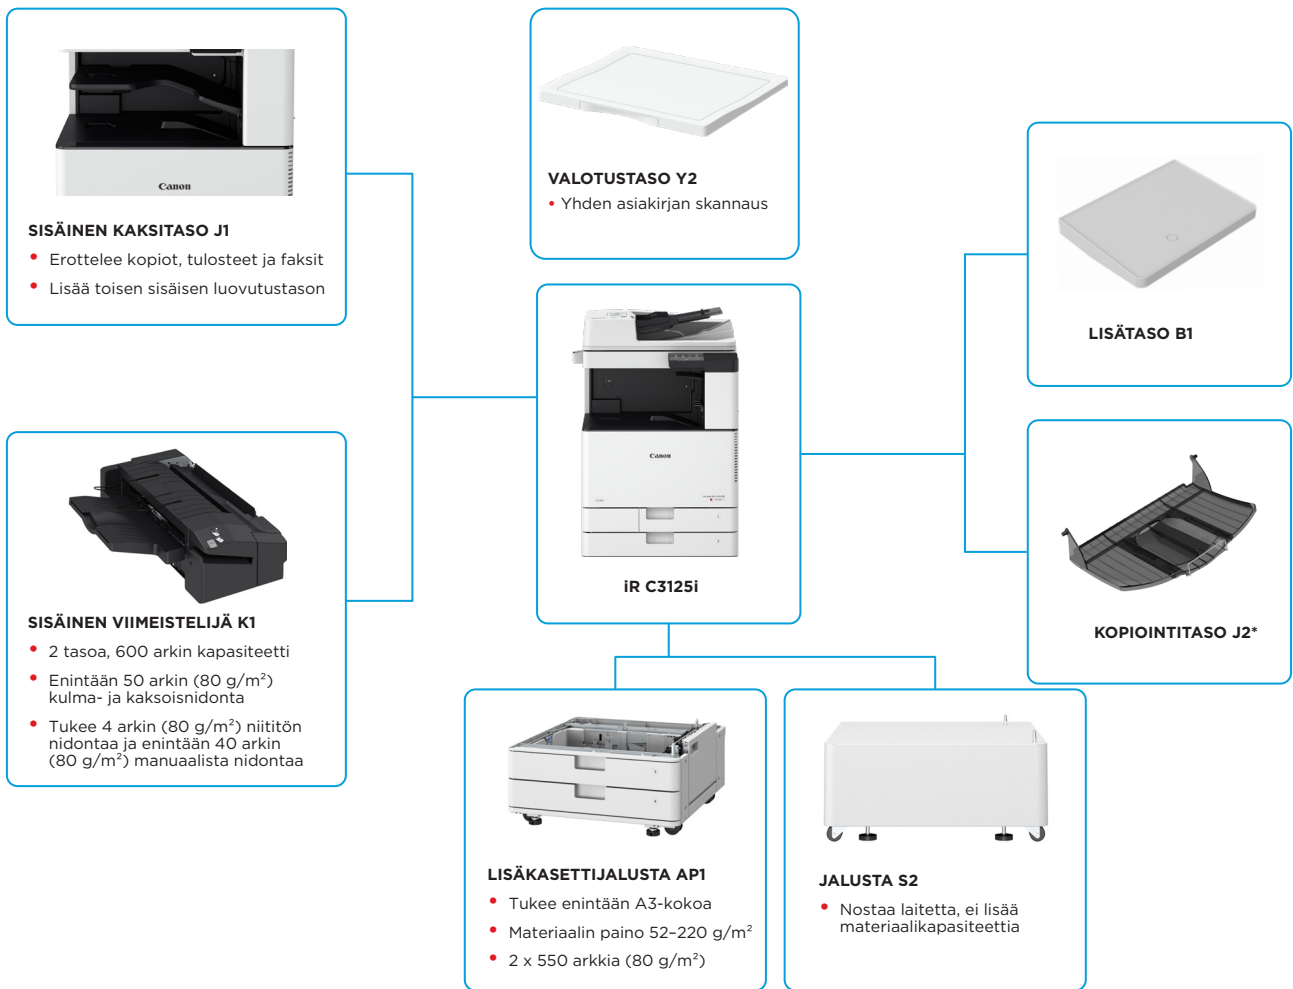 Canon
SISÄINEN KAKSITASO J1
• Erottelee kopiot, tulosteet ja faksit
• Lisää toisen sisäisen luovutustason
VALOTUSTASO Y2
• Yhden asiakirjan skannaus
LISÄTASO B1
Canon
iR C3125i
SISÄINEN VIIMEISTELIJÄ K1
• 2 tasoa, 600 arkin kapasiteetti
• Enintään 50 arkin (80 g/m²)
kulma- ja kaksoisnidonta
• Tukee 4 arkin (80 g/m²) niititön
nidontaa ja enintään 40 arkin
(80 g/m²) manuaalista nidontaa
KOPIOINTITASO J2*
LISÄKASETTIJALUSTA AP1
• Tukee enintään A3-kokoa
• Materiaalin paino 52–220 g/m²
• 2 x 550 arkkia (80 g/m²)
JALUSTA S2
• Nostaa laitetta, ei lisää
materiaalikapasiteettia